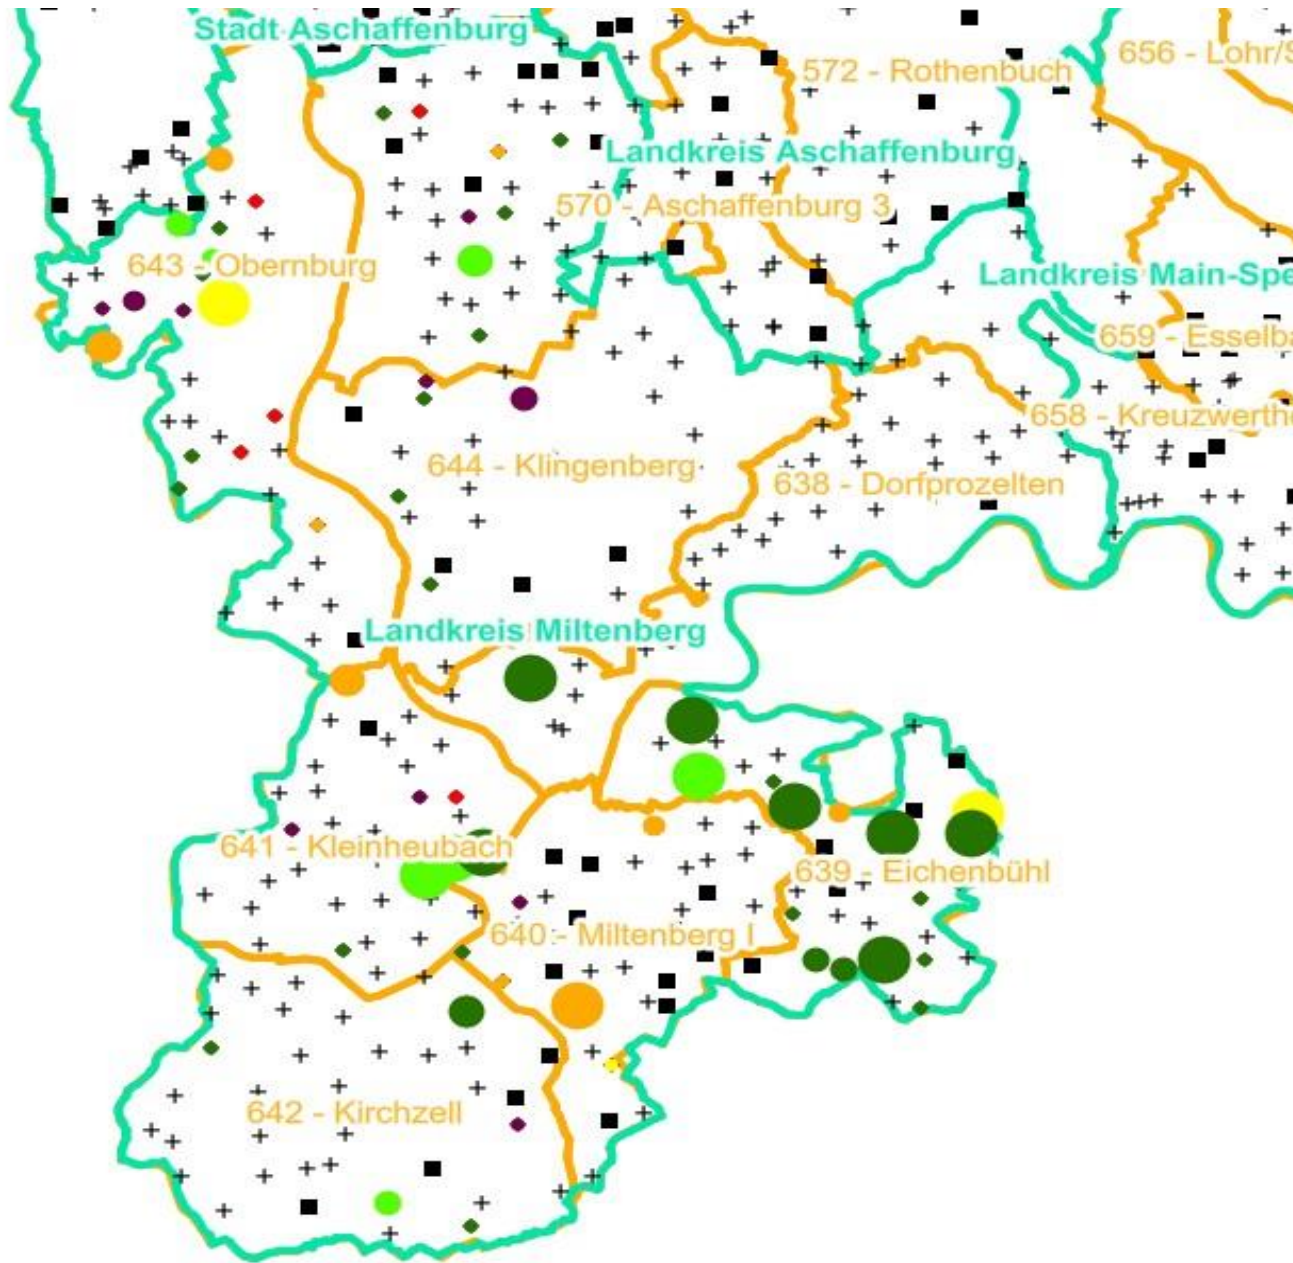 Stadt Aschaffenburg
656 - Lohr/S
572 - Rothenbuch
Landkreis Aschaffenburg
570 - Aschaffenburg 3
643 - Obernburg
Landkreis Main-Spe
659 - Esselba
658 - Kreuzwerthe
644 - Klingenberg
638 - Dorfprozelten
Landkreis Miltenberg
641 - Kleinheubach
639 - Eichenbühl
640 - Miltenberg I
642 - Kirchzell